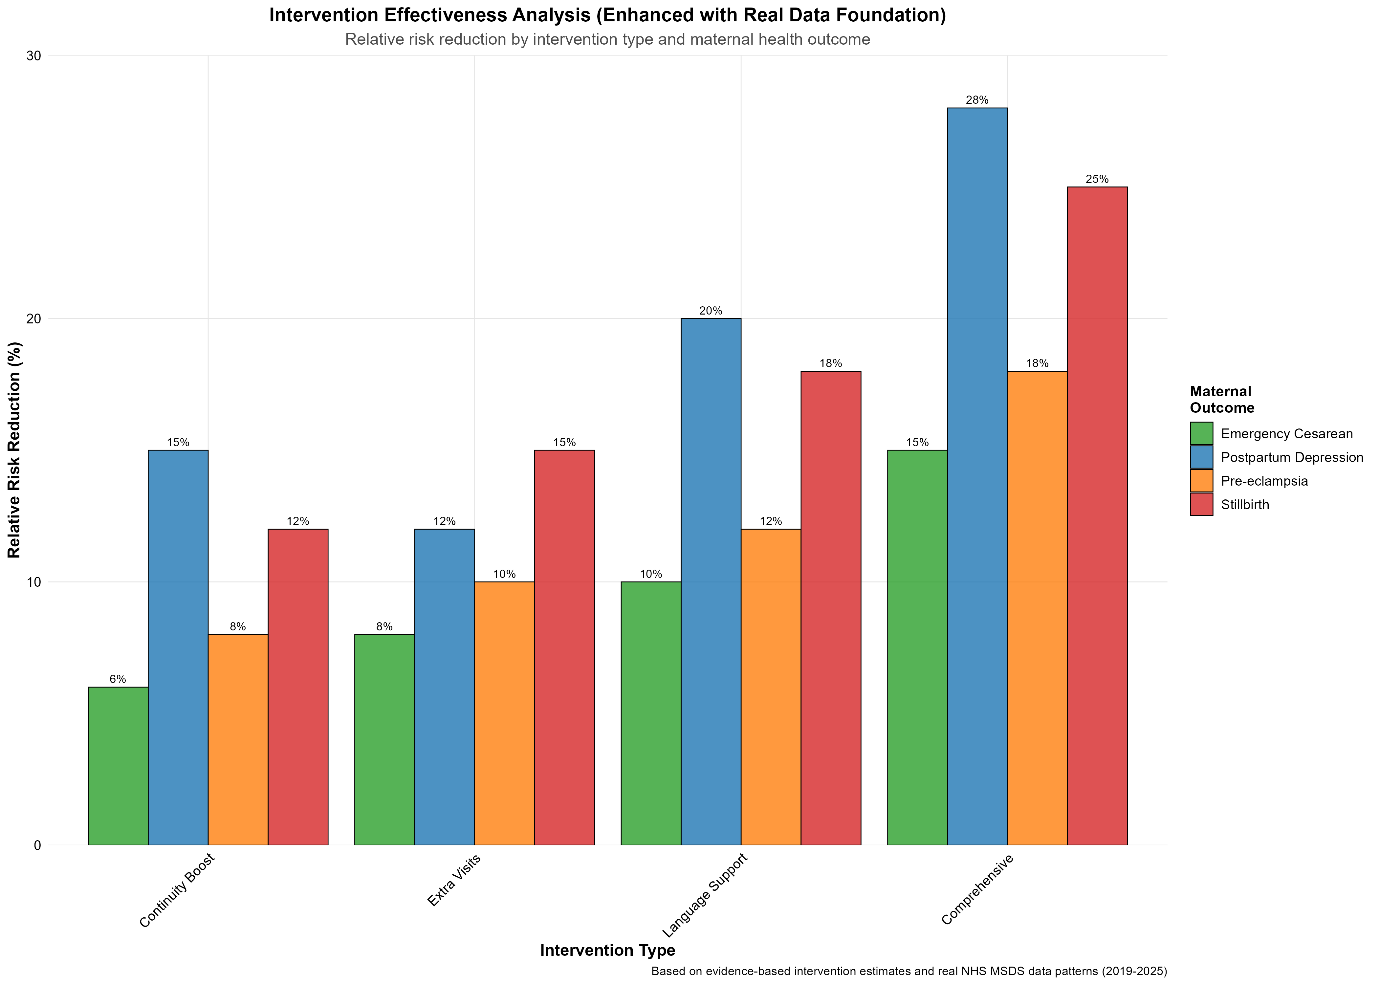 Intervention Effectiveness Analysis (Enhanced with Real Data Foundation)
Relative risk reduction by intervention type and maternal health outcome
Relative Risk Reduction (%)
30
20
10
0
6%
15%
8%
12%
8%
12%
10%
15%
10%
20%
12%
18%
15%
28%
18%
25%
Continuity Boost
Extra Visits
Language Support
Comprehensive
Intervention Type
Maternal
Outcome
Emergency Cesarean
Postpartum Depression
Pre-eclampsia
Stillbirth
Based on evidence-based intervention estimates and real NHS MSDS data patterns (2019-2025)